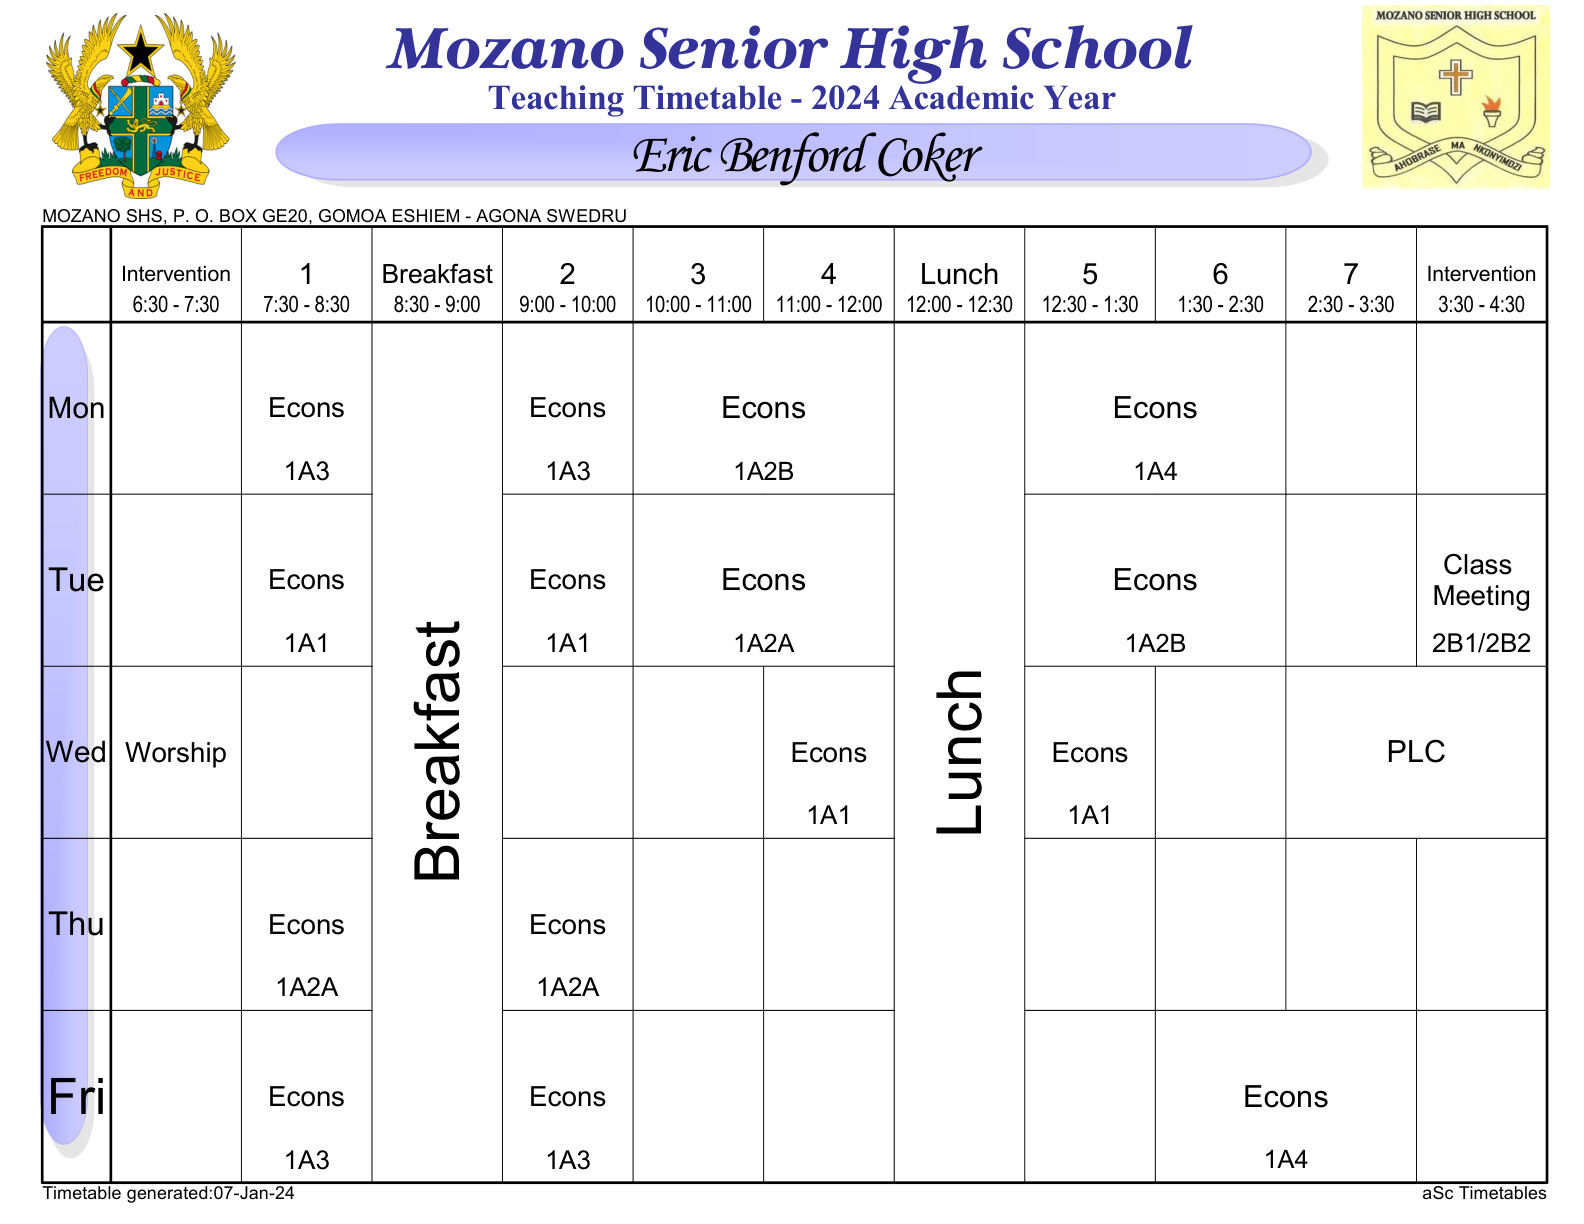 MOZANO SENIOR HIGH SCHOOL
Mozano Senior High School
Teaching Timetable - 2024 Academic Year
Eric Benford Coker
FREEDOM AND JUSTICE
AHOBRASE MA NKONYIMDZI
MOZANO SHS, P. O. BOX GE20, GOMOA ESHIEM - AGONA SWEDRU
Intervention 1 Breakfast 2 3 4 Lunch 5 6 7 Intervention
6:30 - 7:30 7:30 - 8:30 8:30 - 9:00 9:00 - 10:00 10:00 - 11:00 11:00 - 12:00 12:00 - 12:30 12:30 - 1:30 1:30 - 2:30 2:30 - 3:30 3:30 - 4:30
Mon Econs Econs Econs Econs
1A3 1A3 1A2B 1A4
Tue Econs Econs Econs Econs Class Meeting
1A1 1A1 1A2A 1A2B 2B1/2B2
Breakfast
Lunch
Wed Worship Econs Econs PLC
1A1 1A1
Thu Econs Econs
1A2A 1A2A
Fri Econs Econs Econs
1A3 1A3 1A4
Timetable generated:07-Jan-24 aSc Timetables